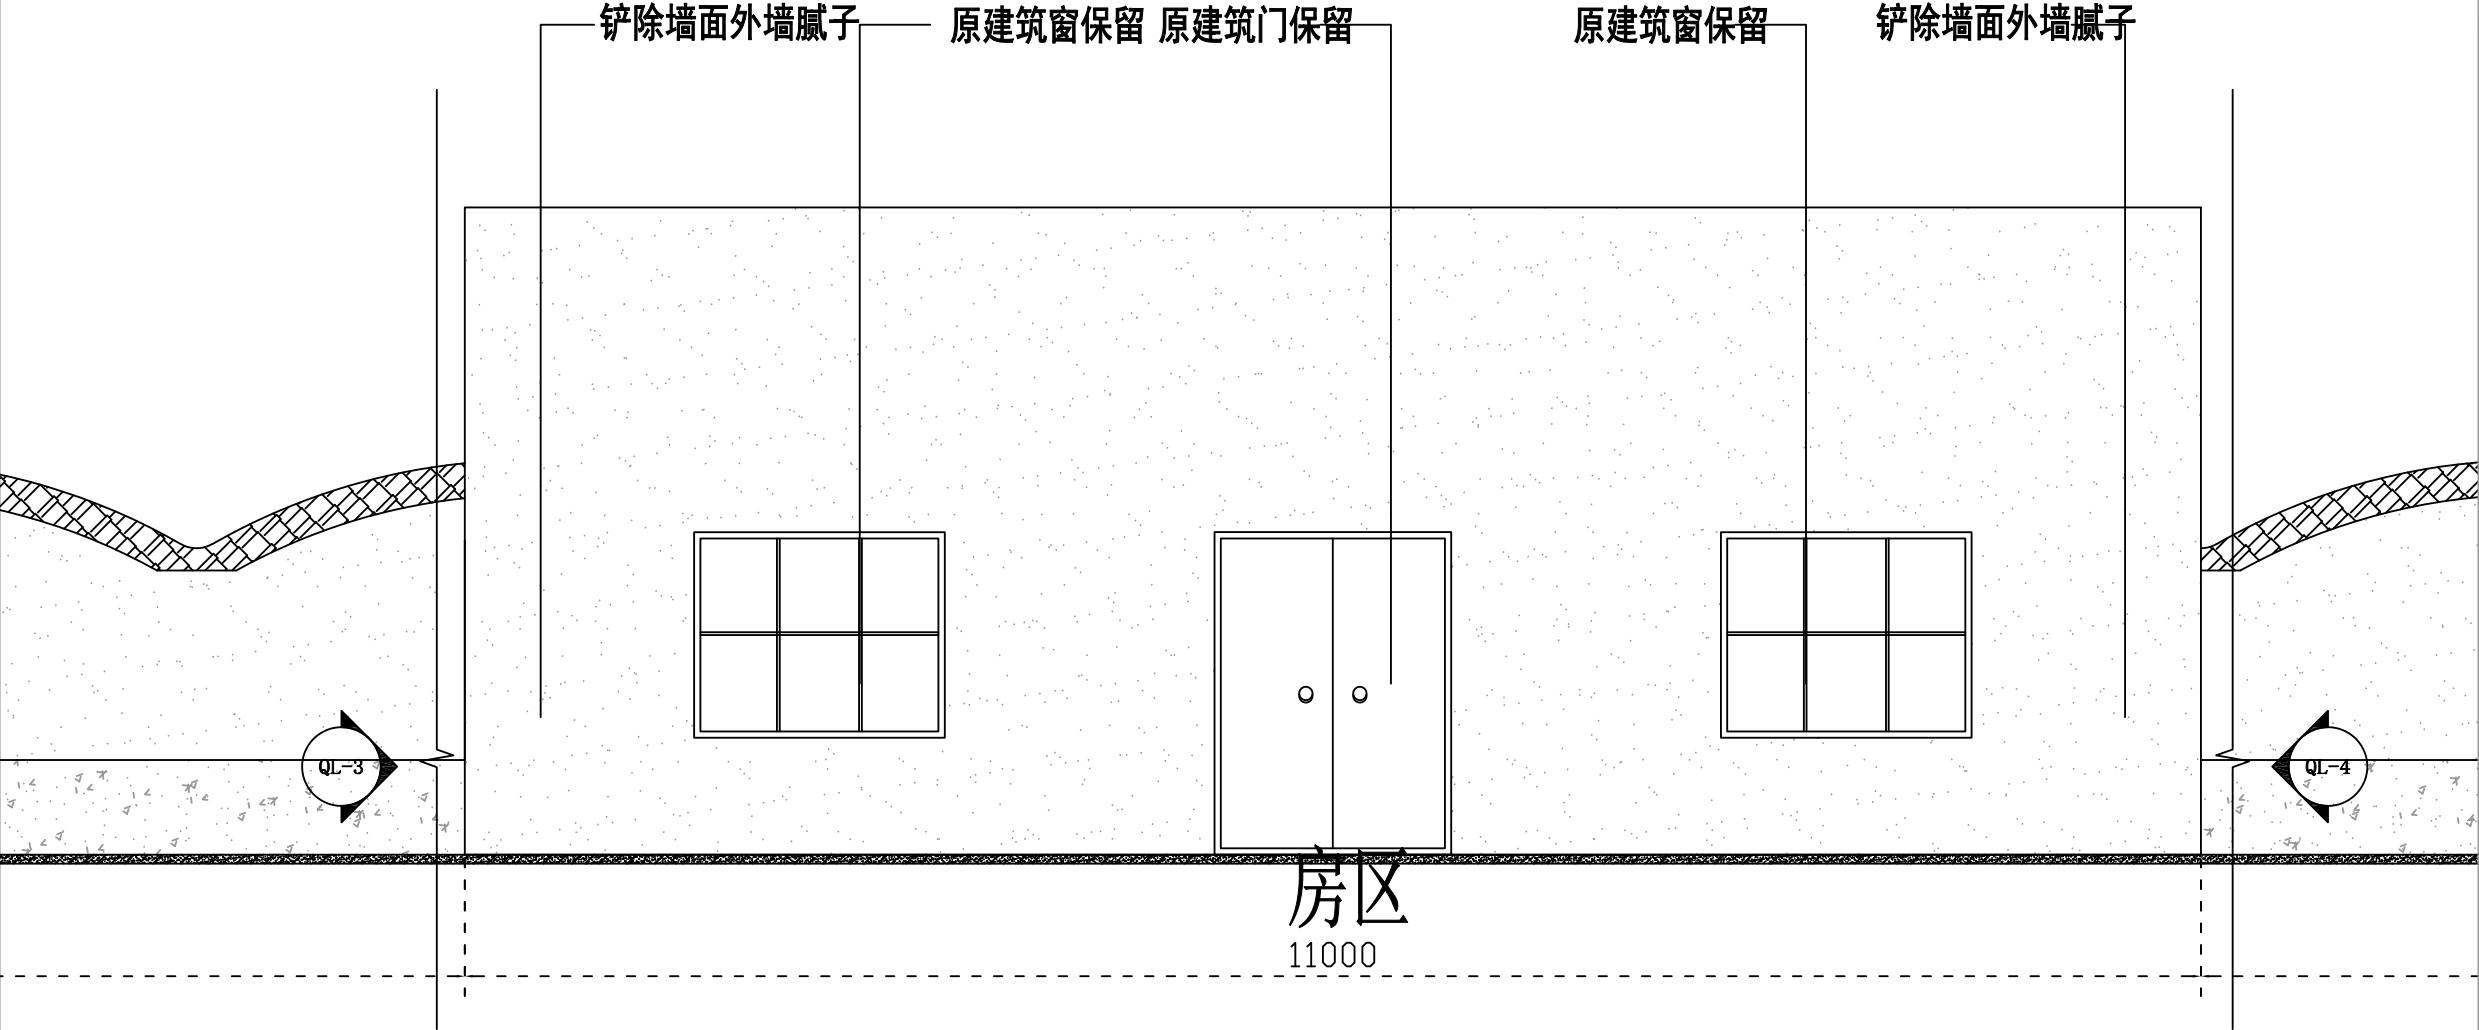 铲除墙面外墙腻子
原建筑窗保留
原建筑门保留
原建筑窗保留
铲除墙面外墙腻子
QL-3
QL-4
房区
11000